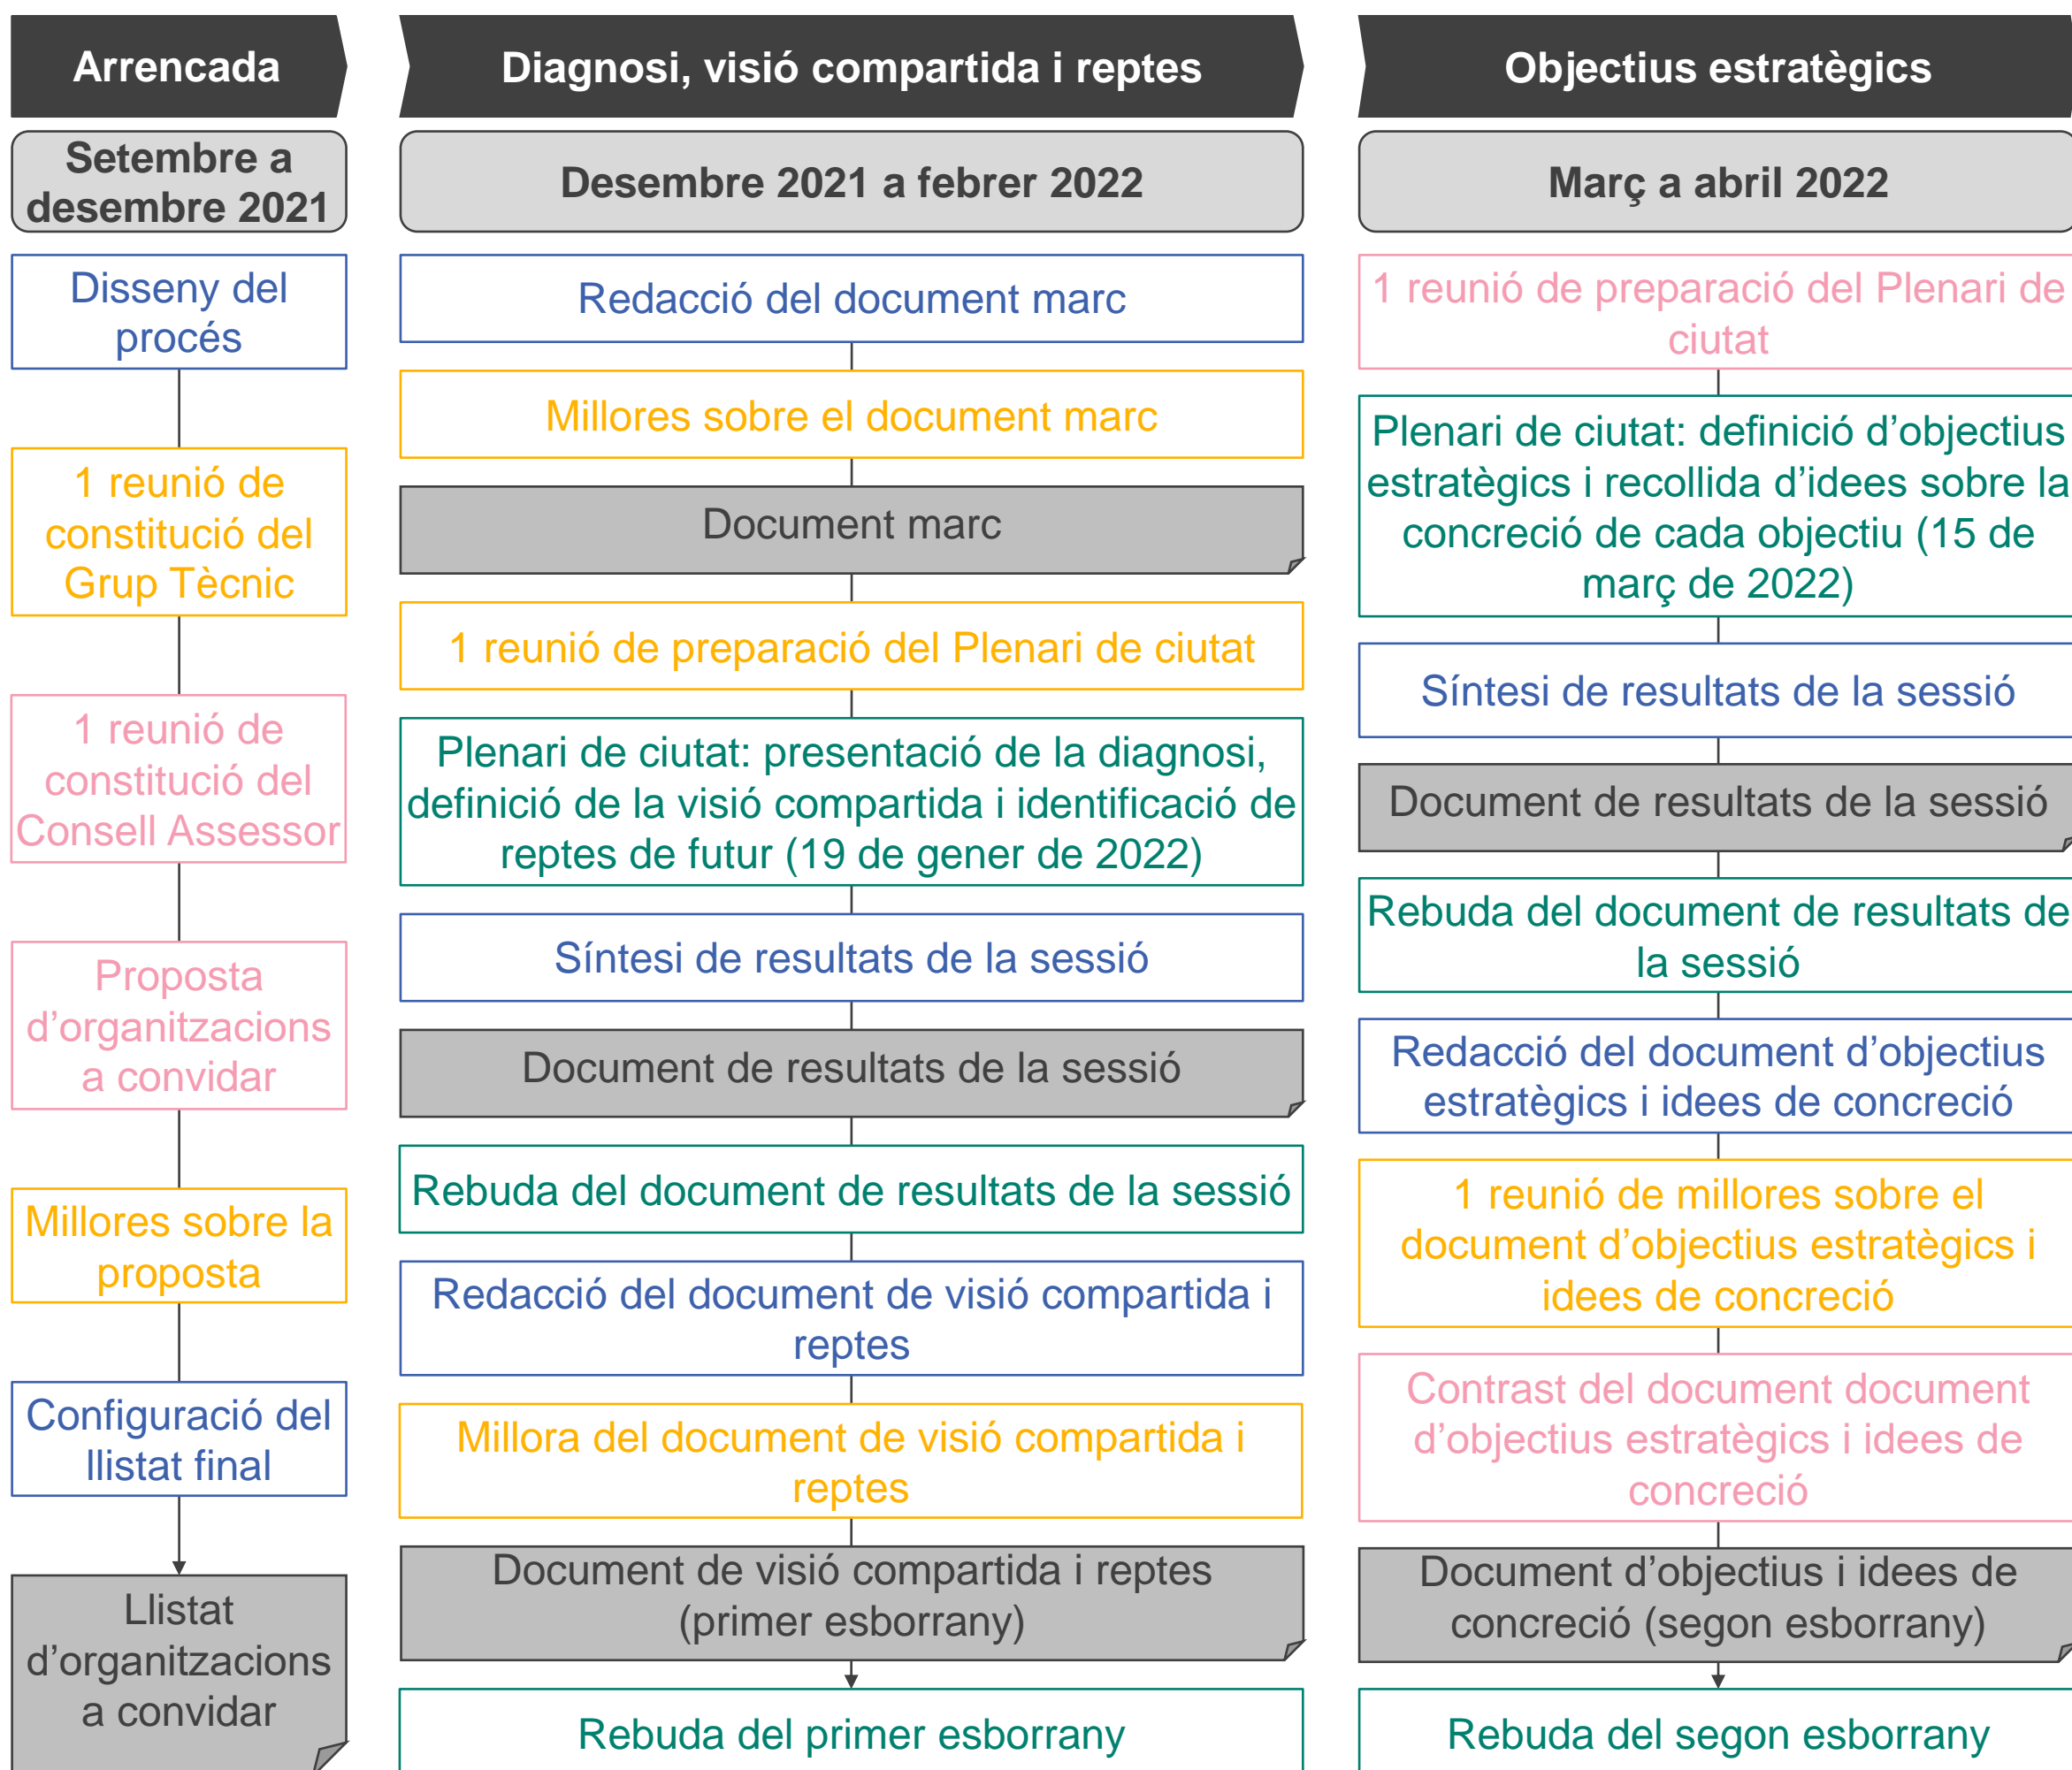 Arrencada
Setembre a
desembre 2021
Disseny del
procés
1 reunió de
constitució del
Grup Tècnic
1 reunió de
constitució del
Consell Assessor
Proposta
d’organitzacions
a convidar
Millores sobre la
proposta
Configuració del
llistat final
Llistat
d’organitzacions
a convidar
Diagnosi, visió compartida i reptes
Desembre 2021 a febrer 2022
Redacció del document marc
Millores sobre el document marc
Document marc
1 reunió de preparació del Plenari de ciutat
Plenari de ciutat: presentació de la diagnosi,
definició de la visió compartida i identificació de
reptes de futur (19 de gener de 2022)
Síntesi de resultats de la sessió
Document de resultats de la sessió
Rebuda del document de resultats de la sessió
Redacció del document de visió compartida i
reptes
Millora del document de visió compartida i
reptes
Document de visió compartida i reptes
(primer esborrany)
Rebuda del primer esborrany
Objectius estratègics
Març a abril 2022
1 reunió de preparació del Plenari de
ciutat
Plenari de ciutat: definició d’objectius
estratègics i recollida d’idees sobre la
concreció de cada objectiu (15 de
març de 2022)
Síntesi de resultats de la sessió
Document de resultats de la sessió
Rebuda del document de resultats de
la sessió
Redacció del document d’objectius
estratègics i idees de concreció
1 reunió de millores sobre el
document d’objectius estratègics i
idees de concreció
Contrast del document document
d’objectius estratègics i idees de
concreció
Document d’objectius i idees de
concreció (segon esborrany)
Rebuda del segon esborrany